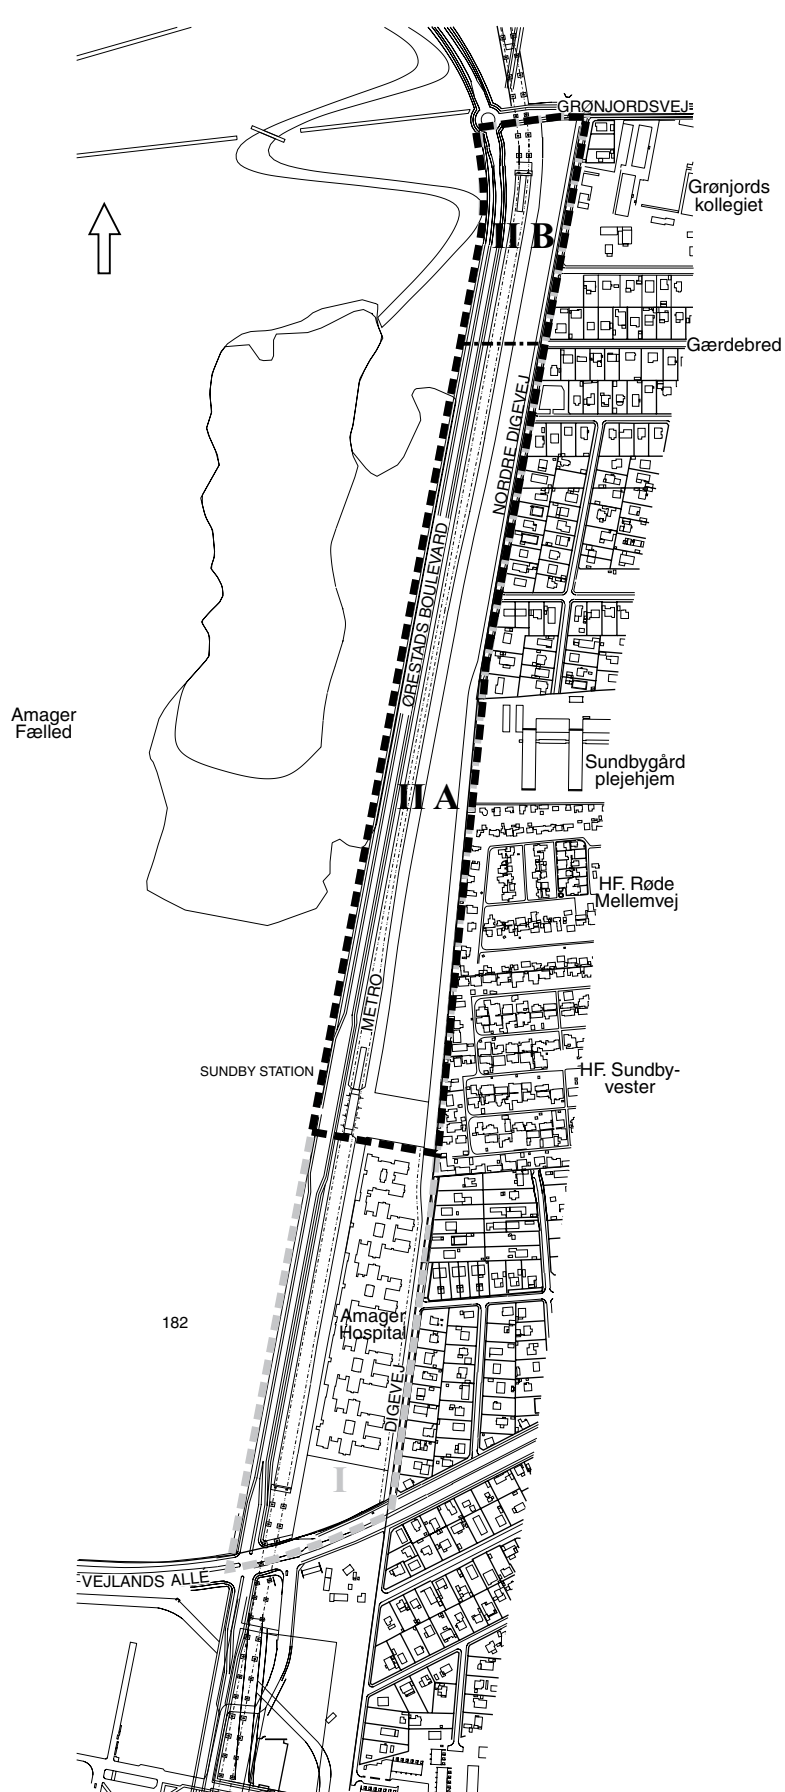 GRØNJORDSVEJ
Grønjords
kollegiet
II B
Gærdebred
NORDRE DIGEVEJ
ØRESTADS BOULEVARD
Amager
Fælled
Sundbygård
plejehjem
II A
HF. Røde
Mellemvej
METRO
SUNDBY STATION
HF. Sundby-
vester
182
Amager
Hospital
DIGEVEJ
I
VEJLANDS ALLE